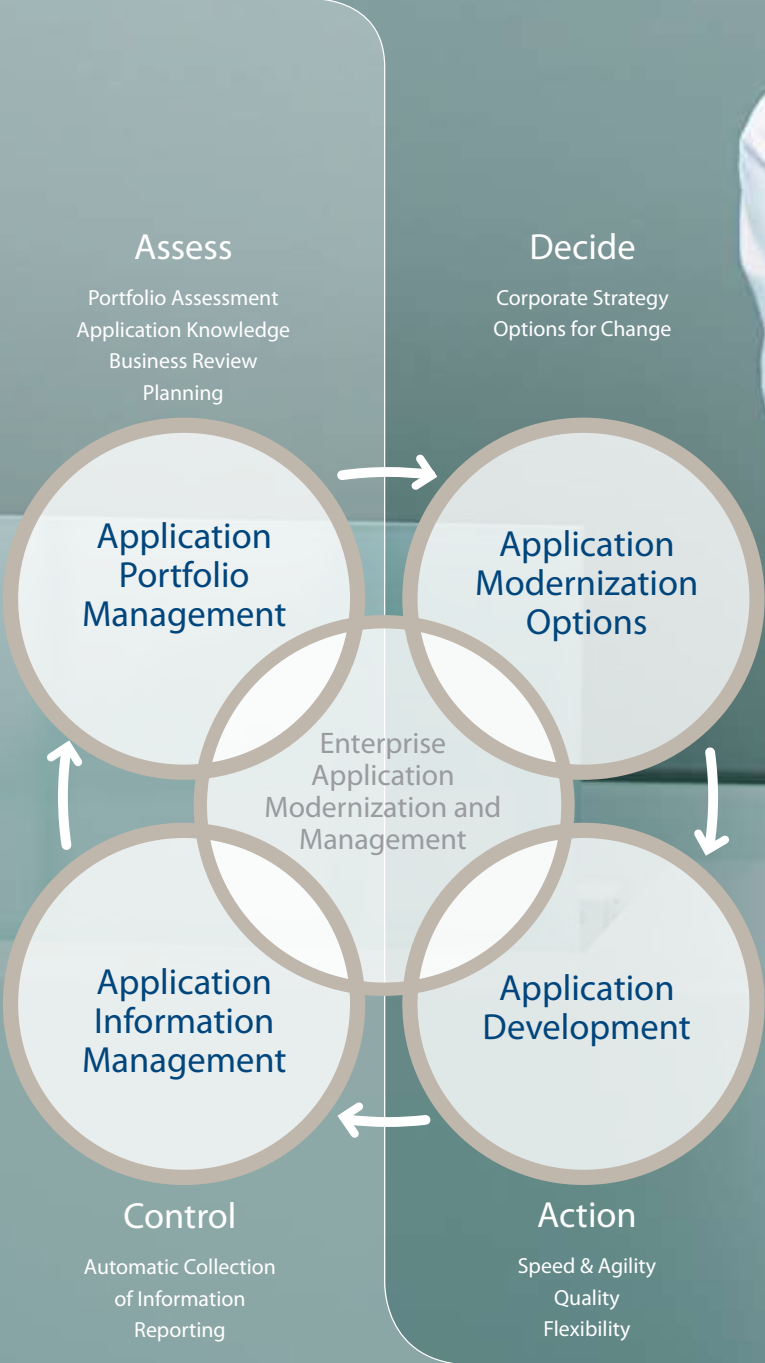 Assess
Portfolio Assessment
Application Knowledge
Business Review
Planning
Decide
Corporate Strategy
Options for Change
Application
Portfolio
Management
Application
Modernization
Options
Enterprise
Application
Modernization and
Management
Application
Information
Management
Application
Development
Control
Automatic Collection
of Information
Reporting
Action
Speed & Agility
Quality
Flexibility